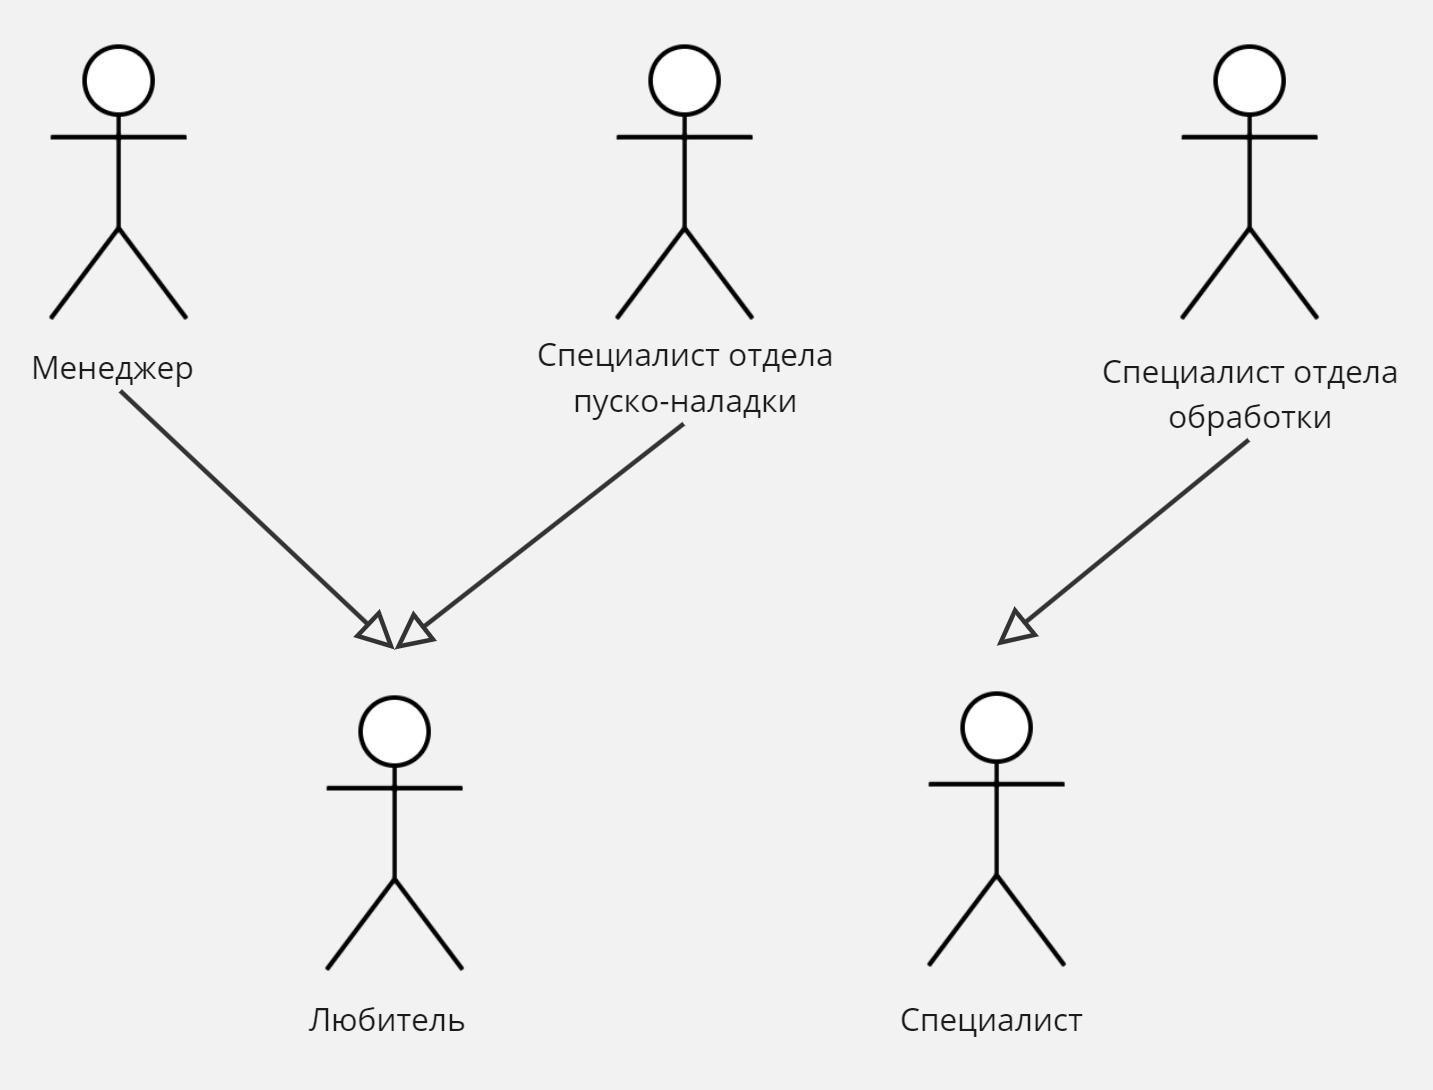 Менеджер
Специалист отдела
пуско-наладки
Специалист отдела
обработки
Любитель
Специалист